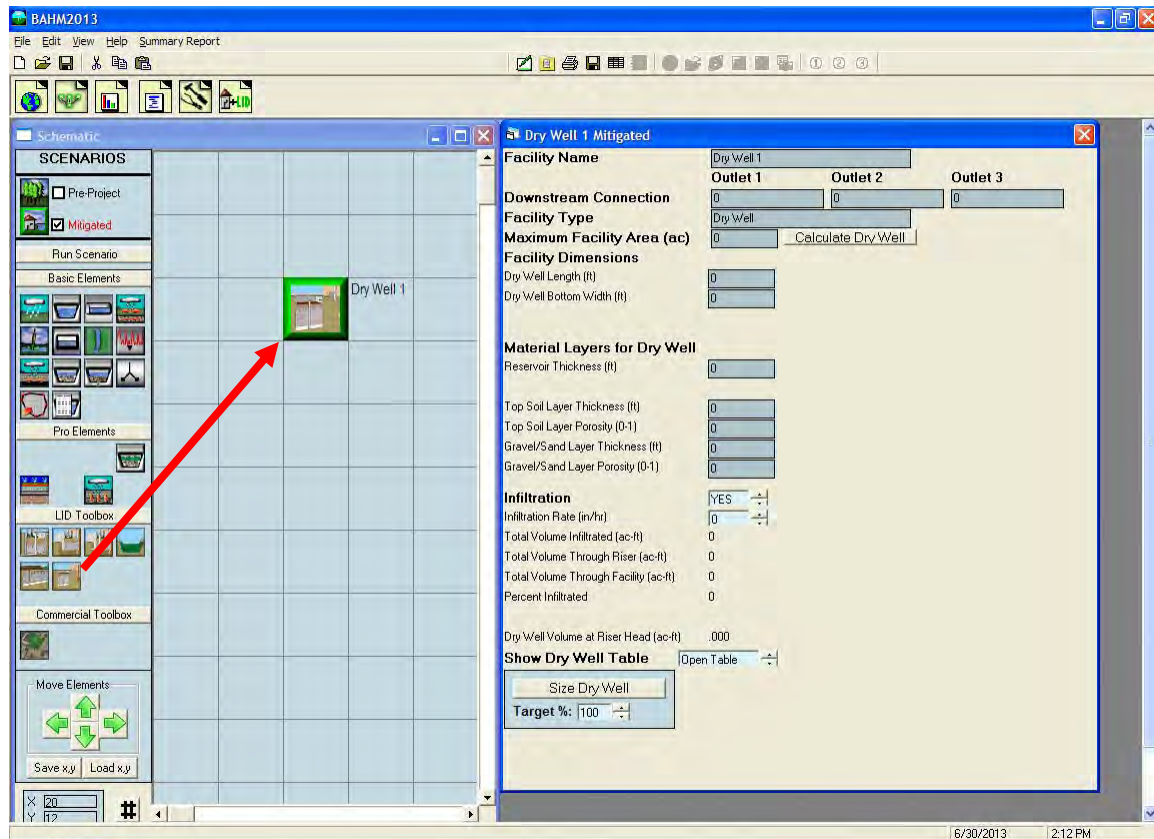 BAHM2013
File Edit View Help Summary Report
Schematic
SCENARIOS
Pre-Project
Mitigated
Run Scenario
Basic Elements
Pro Elements
LID Toolbox
Commercial Toolbox
Move Elements
Save x,y Load x,y
X 20
Y 12
#
Dry Well 1
Dry Well 1 Mitigated
Facility Name Dry Well 1
Outlet 1 Outlet 2 Outlet 3
Downstream Connection 0 0 0
Facility Type Dry Well
Maximum Facility Area (ac) 0 Calculate Dry Well
Facility Dimensions
Dry Well Length (ft) 0
Dry Well Bottom Width (ft) 0
Material Layers for Dry Well
Reservoir Thickness (ft) 0
Top Soil Layer Thickness (ft) 0
Top Soil Layer Porosity (0-1) 0
Gravel/Sand Layer Thickness (ft) 0
Gravel/Sand Layer Porosity (0-1) 0
Infiltration YES
Infiltration Rate (in/hr) 0
Total Volume Infiltrated (ac-ft) 0
Total Volume Through Riser (ac-ft) 0
Total Volume Through Facility (ac-ft) 0
Percent Infiltrated 0
Dry Well Volume at Riser Head (ac-ft) .000
Show Dry Well Table Open Table
Size Dry Well
Target %: 100
6/30/2013 2:12 PM